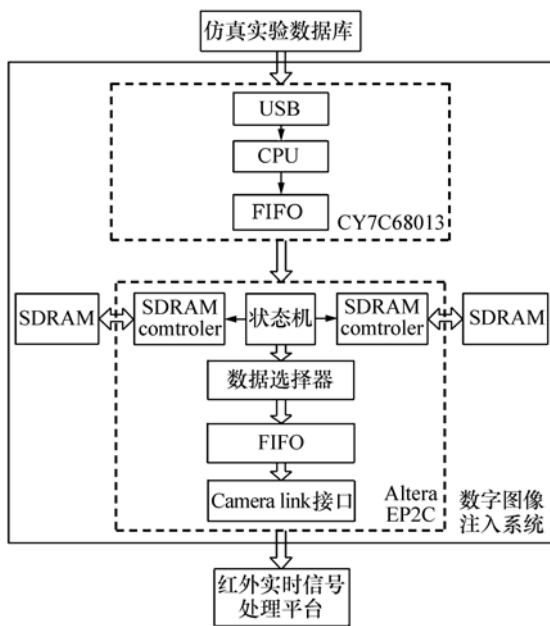 仿真实验数据库
USB
CPU
FIFO
CY7C68013
SDRAM
SDRAM
comtroler
状态机
SDRAM
comtroler
SDRAM
数据选择器
FIFO
Camera link接口
Altera
EP2C
数字图像
注入系统
红外实时信号
处理平台